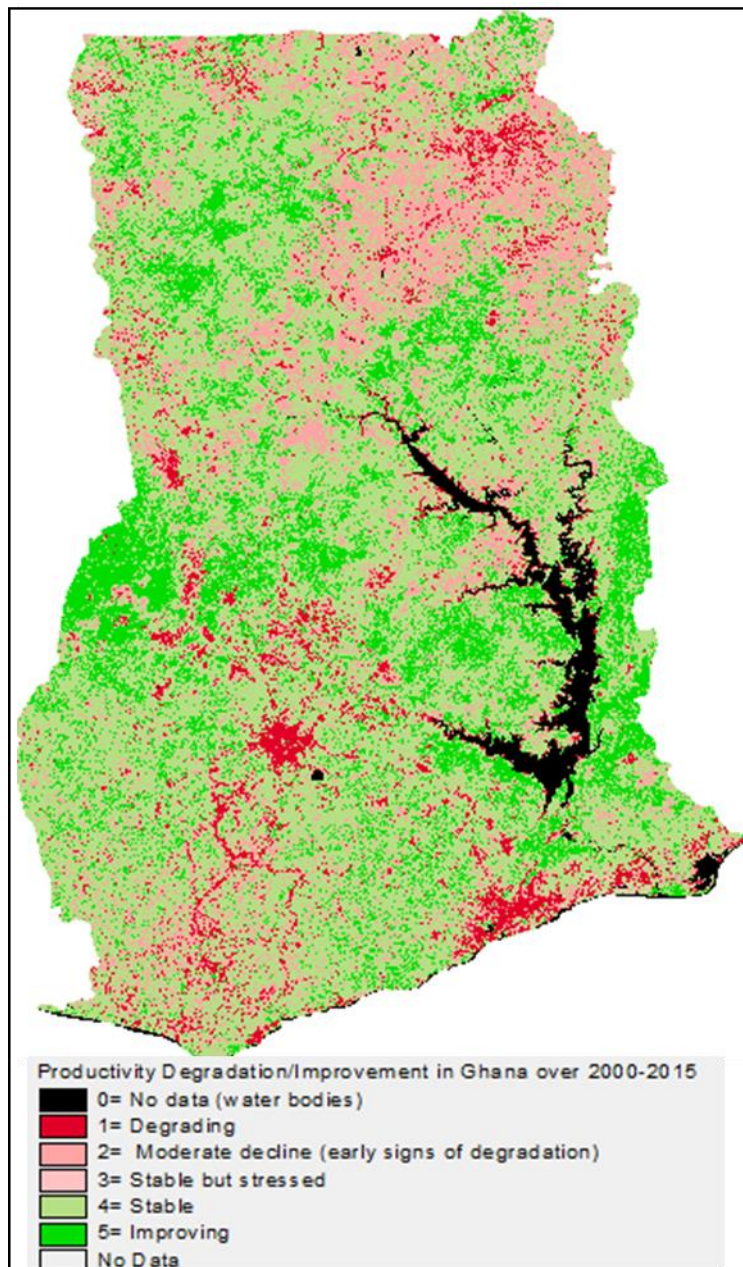 Productivity Degradation/Improvement in Ghana over 2000-2015
0= No data (water bodies)
1= Degrading
2= Moderate decline (early signs of degradation)
3= Stable but stressed
4= Stable
5= Improving
No Data